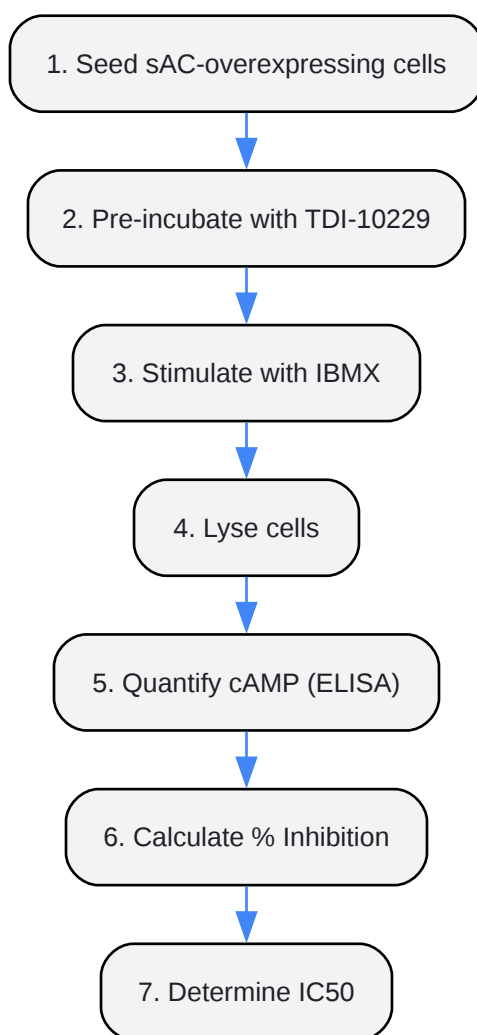 1. Seed sAC-overexpressing cells
2. Pre-incubate with TDI-10229
3. Stimulate with IBMX
4. Lyse cells
5. Quantify cAMP (ELISA)
6. Calculate % Inhibition
7. Determine IC50